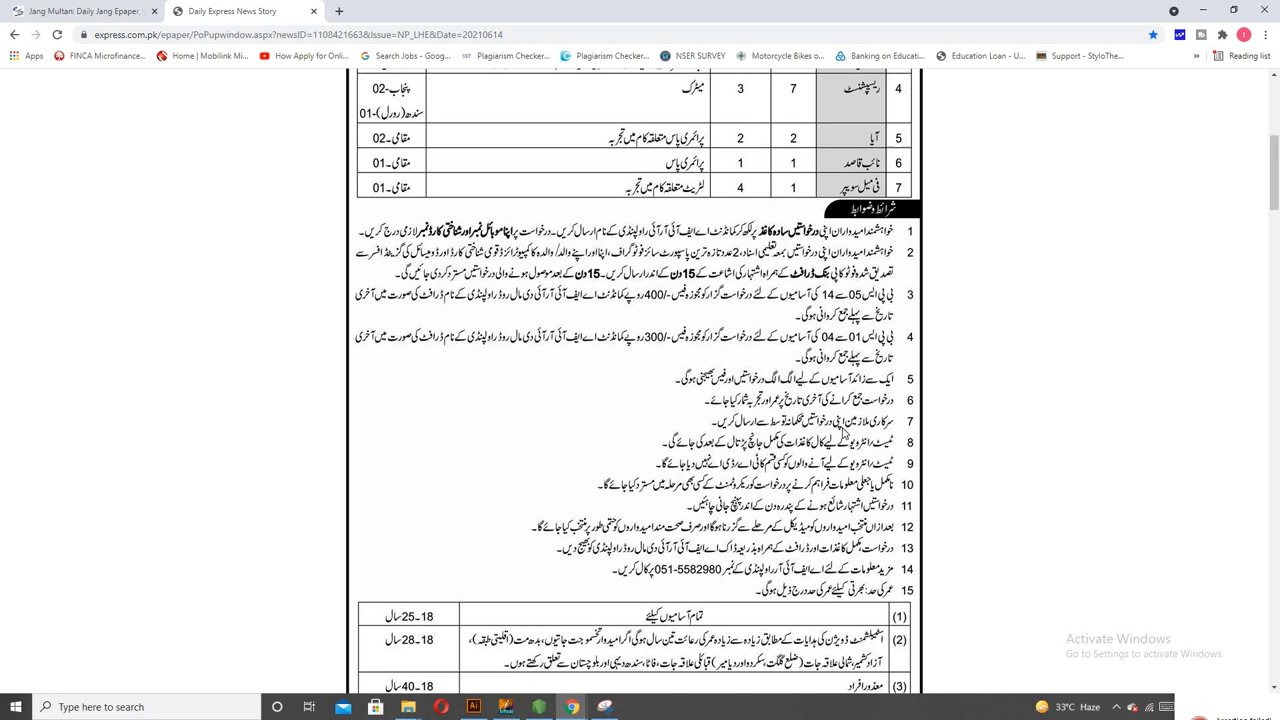 Jang Multan: Daily Jang Epaper, U
Daily Express News Story
express.com.pk/epaper/PoPupwindow.aspx?newsID=1108421663&Issue=NP_LHE&Date=20210614
Apps
FINCA Microfinance...
Home | Mobilink Mi...
How Apply for Onl...
Search Jobs - Googl...
Plagiarism Checker...
Plagiarism Checker...
NSER SURVEY
Motorcycle Bikes o...
Banking on Educati...
Education Loan - U...
Support - StyloThe...
»
Reading list
4 ریسپشنسٹ 7 3 میٹرک پنجاب-02
سندھ(رورل)-01
5 آیا 2 2 پرائمری پاس متعلقہ کام میں تجربہ مقامی۔02
6 نائب قاصد 1 1 پرائمری پاس مقامی۔01
7 فی میل سویپر 1 4 لٹریٹ متعلقہ کام میں تجربہ مقامی۔01
شرائط و ضوابط
1 خواہشمند امیدواران اپنی درخواستیں سادہ کاغذ پر لکھ کر کمانڈنٹ اے ایف آئی آر آئی راولپنڈی کے نام ارسال کریں۔ درخواست پر اپنا موبائل نمبر اور شناختی کارڈ نمبر لازمی درج کریں۔
2 خواہشمند امیدواران اپنی درخواستیں بمعہ تعلیمی اسناد، 2 عدد تازہ ترین پاسپورٹ سائز فوٹو گراف، اپنا اور اپنے والد/ والدہ کا کمپیوٹرائزڈ قومی شناختی کارڈ اور ڈومیسائل کی گزیٹڈ افسر سے
تصدیق شدہ فوٹو کاپی بنک ڈرافٹ کے ہمراہ اشتہار کی اشاعت کے 15 دن کے اندر ارسال کریں۔ 15 دن کے بعد موصول ہونے والی درخواستیں مسترد کر دی جائیں گی۔
3 بی پی ایس 05 سے 14 کی آسامیوں کے لئے درخواست گزار کو مجوزہ فیس -/400 روپے کمانڈنٹ اے ایف آئی آر آئی دی مال روڈ راولپنڈی کے نام ڈرافٹ کی صورت میں آخری
تاریخ سے پہلے جمع کروانی ہوگی۔
4 بی پی ایس 01 سے 04 کی آسامیوں کے لئے درخواست گزار کو مجوزہ فیس -/300 روپے کمانڈنٹ اے ایف آئی آر آئی دی مال روڈ راولپنڈی کے نام ڈرافٹ کی صورت میں آخری
تاریخ سے پہلے جمع کروانی ہوگی۔
5 ایک سے زائد آسامیوں کے لیے الگ الگ درخواستیں اور فیس بھیجنی ہوگی۔
6 درخواست جمع کرانے کی آخری تاریخ پر عمر اور تجربہ شمار کیا جائے۔
7 سرکاری ملازمین اپنی درخواستیں محکمانہ توسط سے ارسال کریں۔
8 ٹیسٹ/انٹرویو کے لیے کال کاغذات کی مکمل جانچ پڑتال کے بعد کی جائے گی۔
9 ٹیسٹ/انٹرویو کے لیے آنے والوں کو کسی قسم کا ٹی اے/ڈی اے نہیں دیا جائے گا۔
10 نامکمل یا جعلی معلومات فراہم کرنے پر درخواست کو ریکروٹمنٹ کے کسی بھی مرحلہ میں مسترد کیا جائے گا۔
11 درخواستیں اشتہار شائع ہونے کے پندرہ دن کے اندر پہنچ جانی چاہئیں۔
12 بعد ازاں منتخب امیدواروں کو میڈیکل کے مرحلے سے گزرنا ہوگا اور صرف صحت مند امیدواروں کو حتمی طور پر منتخب کیا جائے گا۔
13 درخواست، مکمل کاغذات اور ڈرافٹ کے ہمراہ بذریعہ ڈاک اے ایف آئی آر آئی دی مال روڈ راولپنڈی کو بھیج دیں۔
14 مزید معلومات کے لئے اے ایف آئی آر آر راولپنڈی کے نمبر 051-5582980 پر کال کریں۔
15 عمر کی حد: بھرتی کیلئے عمر کی حد درج ذیل ہوگی۔
(1) تمام آسامیوں کیلئے 18۔25 سال
(2) اسٹیبلشمنٹ ڈویژن کی ہدایات کے مطابق زیادہ سے زیادہ عمر کی رعائت تین سال ہوگی اگر امیدوار تخصموجت جاتیوں، بدھ مت (اقلیتی طبقہ)، 18۔28 سال
آزاد کشمیر، شمالی علاقہ جات (ضلع گلگت، سکردو اور دیامیر) قبائلی علاقہ جات، فاٹا، سندھ دیہی اور بلوچستان سے تعلق رکھتے ہوں۔
(3) معذور افراد 18۔40 سال
Activate Windows
Go to Settings to activate Windows.
Type here to search
33°C Haze